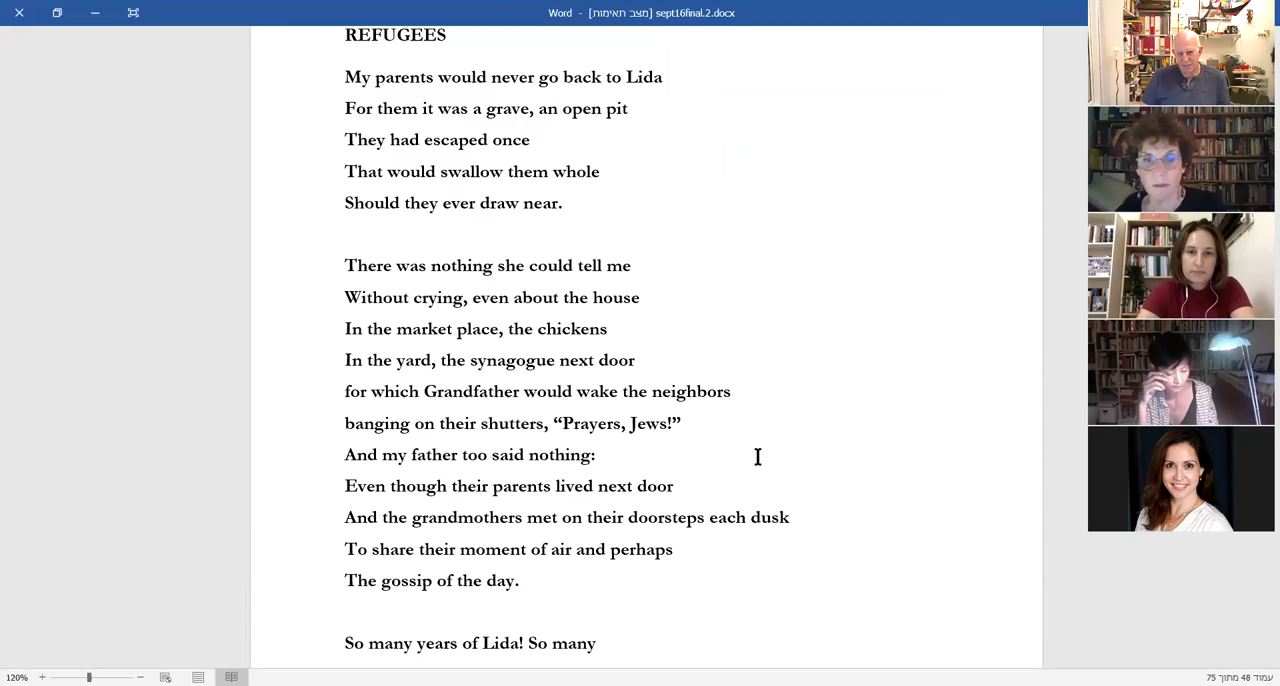 Word - [מצב תאימות] sept16final.2.docx
REFUGEES
My parents would never go back to Lida
For them it was a grave, an open pit
They had escaped once
That would swallow them whole
Should they ever draw near.
There was nothing she could tell me
Without crying, even about the house
In the market place, the chickens
In the yard, the synagogue next door
for which Grandfather would wake the neighbors
banging on their shutters, “Prayers, Jews!”
And my father too said nothing:
Even though their parents lived next door
And the grandmothers met on their doorsteps each dusk
To share their moment of air and perhaps
The gossip of the day.
So many years of Lida! So many
120%
עמוד 48 מתוך 75